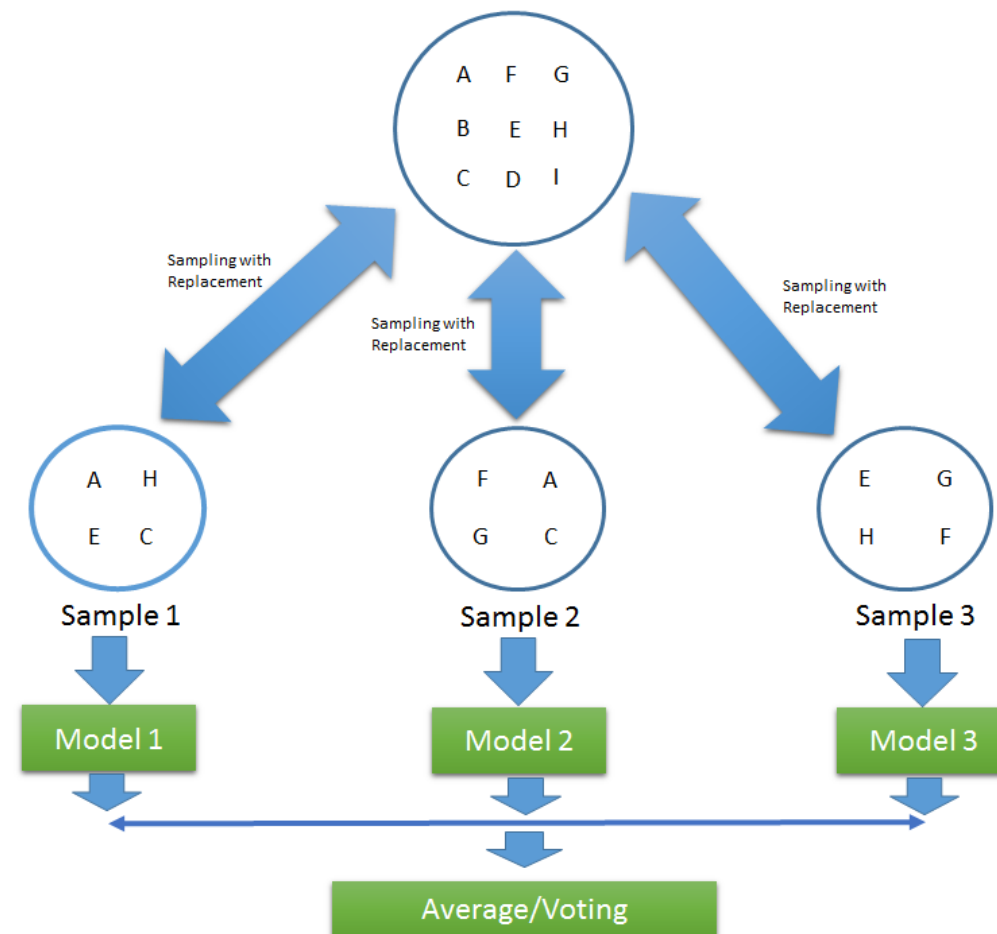 A F G
B E H
C D I
Sampling with
Replacement
Sampling with
Replacement
Sampling with
Replacement
A H
E C
F A
G C
E G
H F
Sample 1
Sample 2
Sample 3
Model 1
Model 2
Model 3
Average/Voting